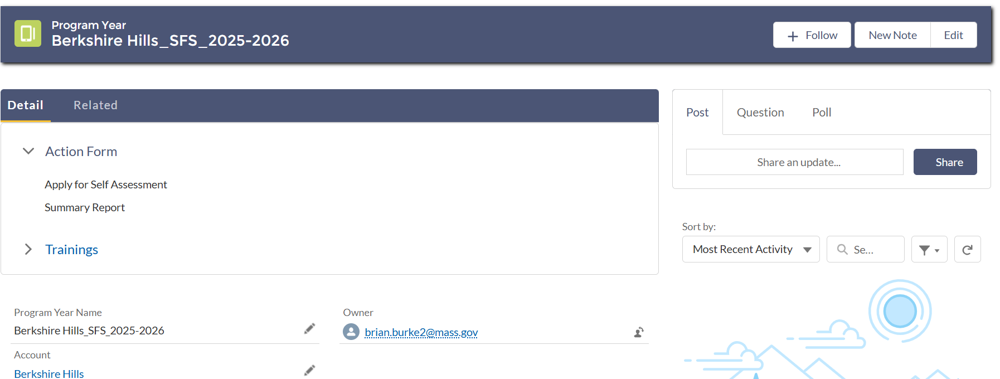 Program Year
Berkshire Hills_SFS_2025-2026
Follow
New Note
Edit
Detail
Related
Action Form
Apply for Self Assessment
Summary Report
Trainings
Program Year Name
Berkshire Hills_SFS_2025-2026
Owner
brian.burke2@mass.gov
Account
Berkshire Hills
Post
Question
Poll
Share an update...
Share
Sort by:
Most Recent Activity
Se...